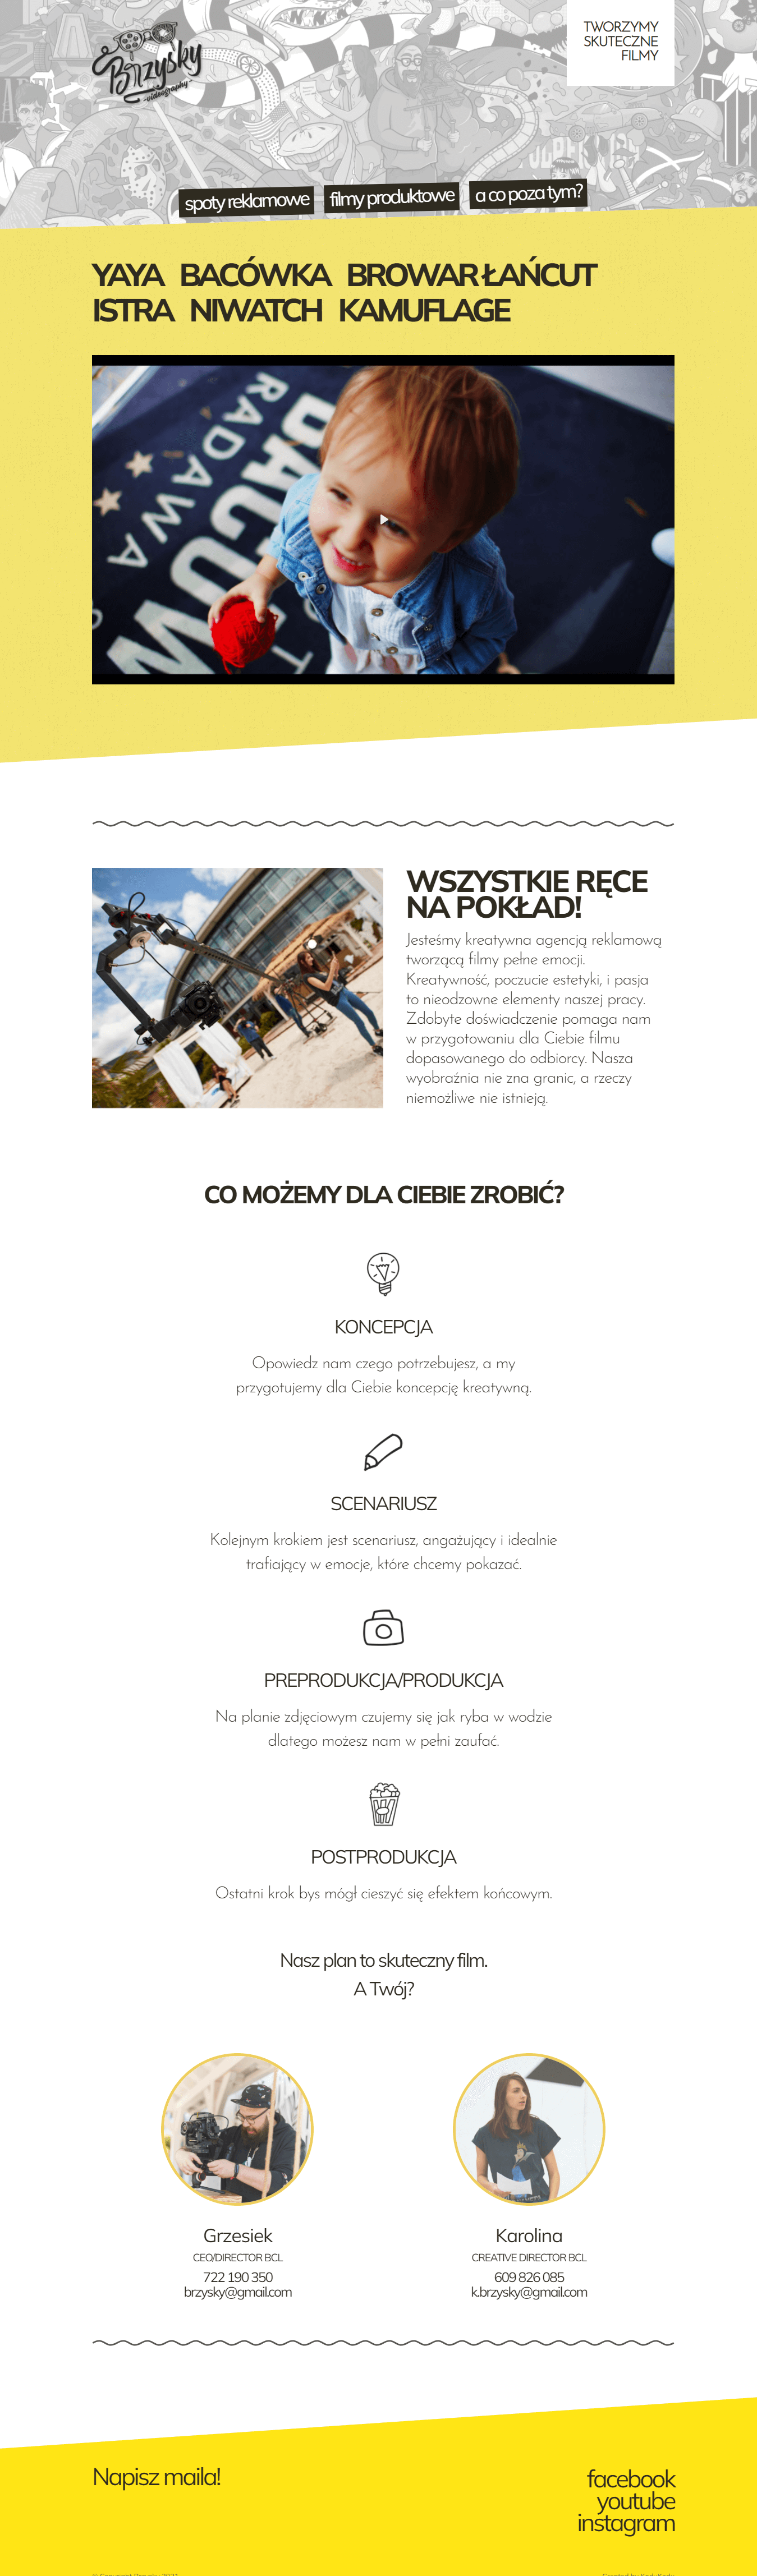 Brzysky
-videography-
TWORZYMY
SKUTECZNE
FILMY
spoty reklamowe filmy produktowe a co poza tym?
YAYA BACÓWKA BROWAR ŁAŃCUT
ISTRA NIWATCH KAMUFLAGE
RADAWA
WSZYSTKIE RĘCE
NA POKŁAD!
Jesteśmy kreatywna agencją reklamową
tworzącą filmy pełne emocji.
Kreatywność, poczucie estetyki, i pasja
to nieodzowne elementy naszej pracy.
Zdobyte doświadczenie pomaga nam
w przygotowaniu dla Ciebie filmu
dopasowanego do odbiorcy. Nasza
wyobraźnia nie zna granic, a rzeczy
niemożliwe nie istnieją.
CO MOŻEMY DLA CIEBIE ZROBIĆ?
KONCEPCJA
Opowiedz nam czego potrzebujesz, a my
przygotujemy dla Ciebie koncepcję kreatywną.
SCENARIUSZ
Kolejnym krokiem jest scenariusz, angażujący i idealnie
trafiający w emocje, które chcemy pokazać.
PREPRODUKCJA/PRODUKCJA
Na planie zdjęciowym czujemy się jak ryba w wodzie
dlatego możesz nam w pełni zaufać.
POSTPRODUKCJA
Ostatni krok bys mógł cieszyć się efektem końcowym.
Nasz plan to skuteczny film.
A Twój?
Grzesiek
CEO/DIRECTOR BCL
722 190 350
brzysky@gmail.com
Karolina
CREATIVE DIRECTOR BCL
609 826 085
k.brzysky@gmail.com
Napisz maila!
facebook
youtube
instagram